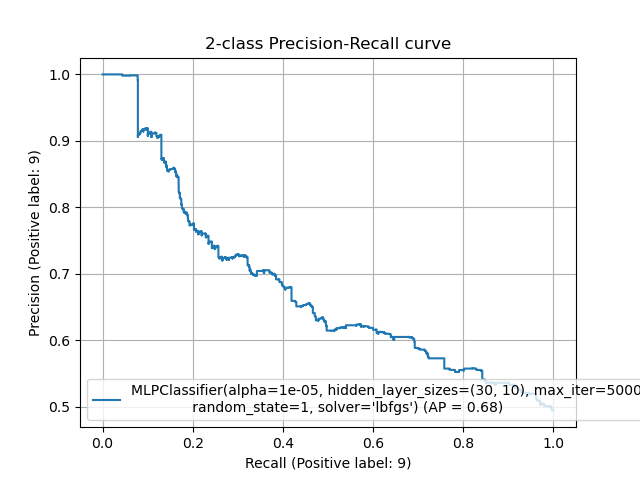 2-class Precision-Recall curve
1.0
0.9
0.8
0.7
0.6
0.5
Precision (Positive label: 9)
MLPClassifier(alpha=1e-05, hidden_layer_sizes=(30, 10), max_iter=5000
random_state=1, solver='lbfgs') (AP = 0.68)
0.0 0.2 0.4 0.6 0.8 1.0
Recall (Positive label: 9)